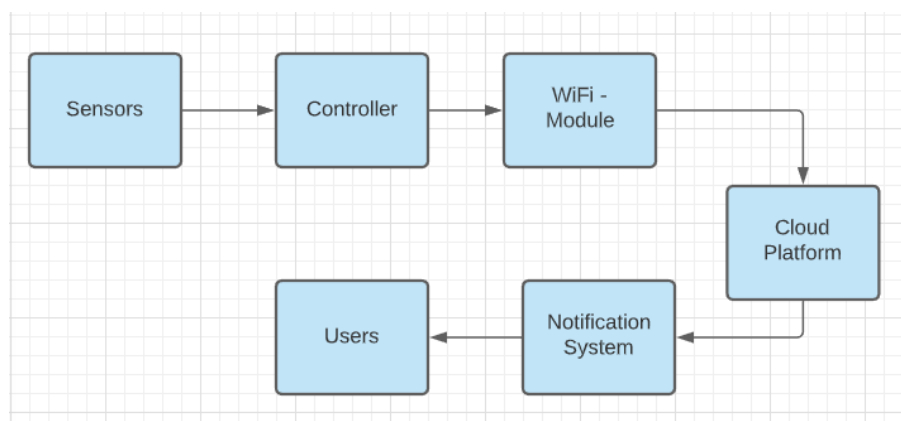 Sensors
Controller
WiFi -
Module
Cloud
Platform
Notification
System
Users